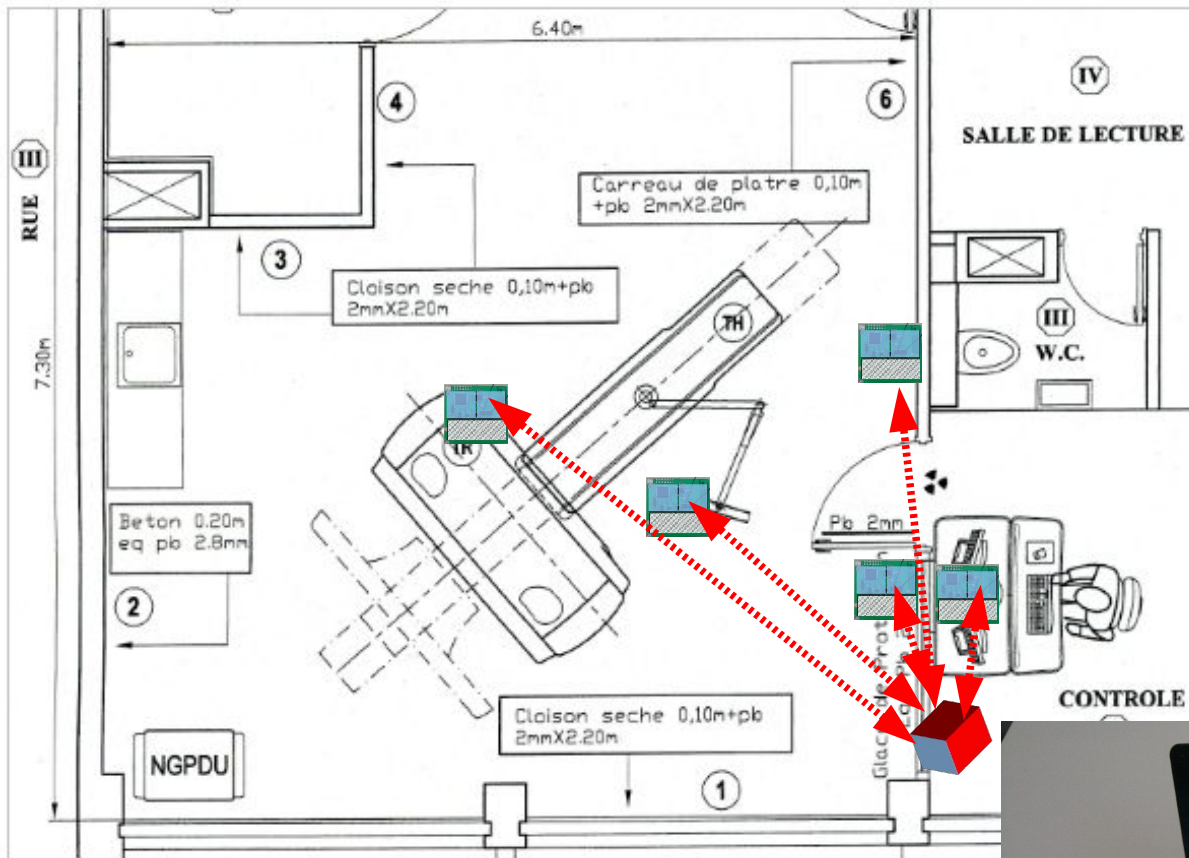 6.40m
IV
4
6
SALLE DE LECTURE
III
RUE
Carreau de platre 0,10m
+pb 2mmX2.20m
3
Cloison seche 0,10m+pb
2mmX2.20m
TH
III
W.C.
7.30m
TR
Beton 0.20m
eq pb 2.8mm
Pb 2mm
2
CONTROLE
Cloison seche 0,10m+pb
2mmX2.20m
NGPDU
1